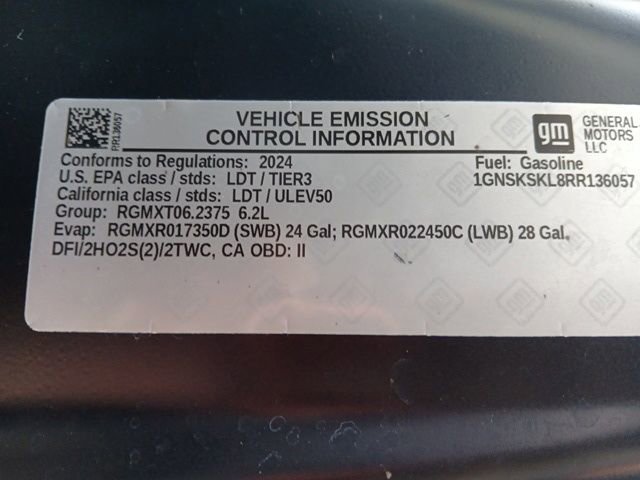 VEHICLE EMISSION
CONTROL INFORMATION
gm
GENERAL
MOTORS
LLC
RR136057
Conforms to Regulations: 2024
Fuel: Gasoline
U.S. EPA class / stds: LDT / TIER3
1GNSKSKL8RR136057
California class / stds: LDT / ULEV50
Group: RGMXT06.2375 6.2L
Evap: RGMXR017350D (SWB) 24 Gal; RGMXR022450C (LWB) 28 Gal,
DFI/2HO2S(2)/2TWC, CA OBD: II